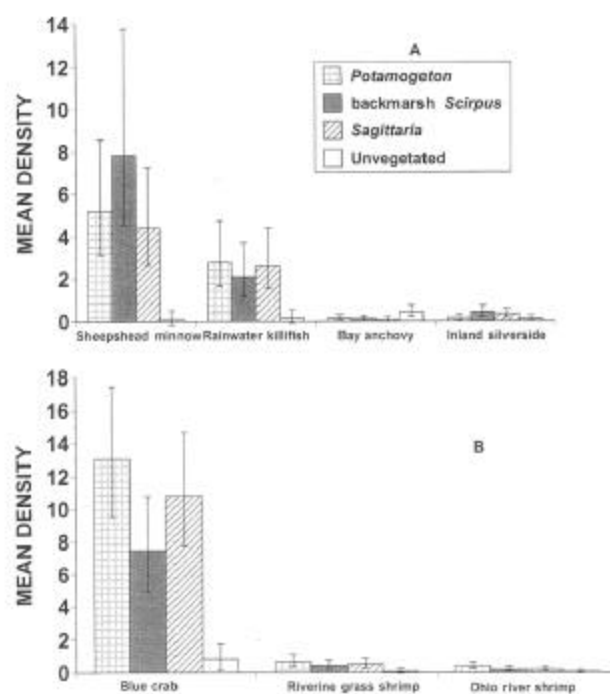 A
14
12
10
8
6
4
2
0
MEAN DENSITY
Potamogeton
backmarsh Scirpus
Sagittaria
Unvegetated
Sheepshead minnow Rainwater killifish Bay anchovy Inland silverside
B
18
16
14
12
10
8
6
4
2
0
MEAN DENSITY
Blue crab Riverine grass shrimp Ohio river shrimp